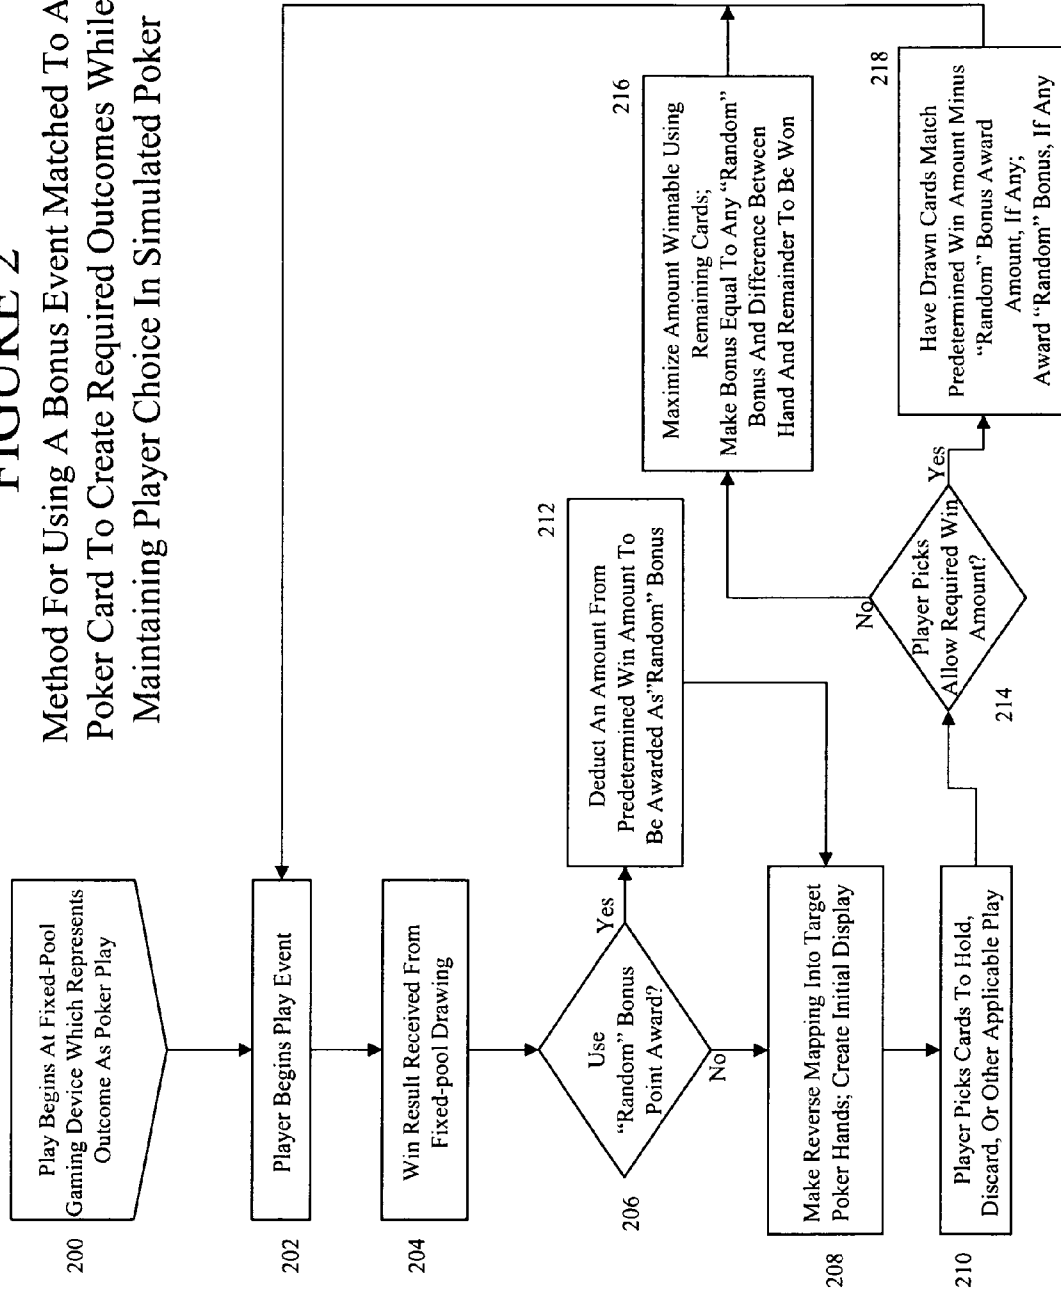 FIGURE 2
Method For Using A Bonus Event Matched To A
Poker Card To Create Required Outcomes While
Maintaining Player Choice In Simulated Poker
200
Play Begins At Fixed-Pool
Gaming Device Which Represents
Outcome As Poker Play
202
Player Begins Play Event
204
Win Result Received From
Fixed-pool Drawing
206
Use
“Random” Bonus
Point Award?
Yes
No
212
Deduct An Amount From
Predetermined Win Amount To
Be Awarded As"Random” Bonus
208
Make Reverse Mapping Into Target
Poker Hands; Create Initial Display
210
Player Picks Cards To Hold,
Discard, Or Other Applicable Play
214
Player Picks
Allow Required Win
Amount?
No
Yes
216
Maximize Amount Winnable Using
Remaining Cards;
Make Bonus Equal To Any “Random”
Bonus And Difference Between
Hand And Remainder To Be Won
218
Have Drawn Cards Match
Predetermined Win Amount Minus
“Random” Bonus Award
Amount, If Any;
Award “Random” Bonus, If Any